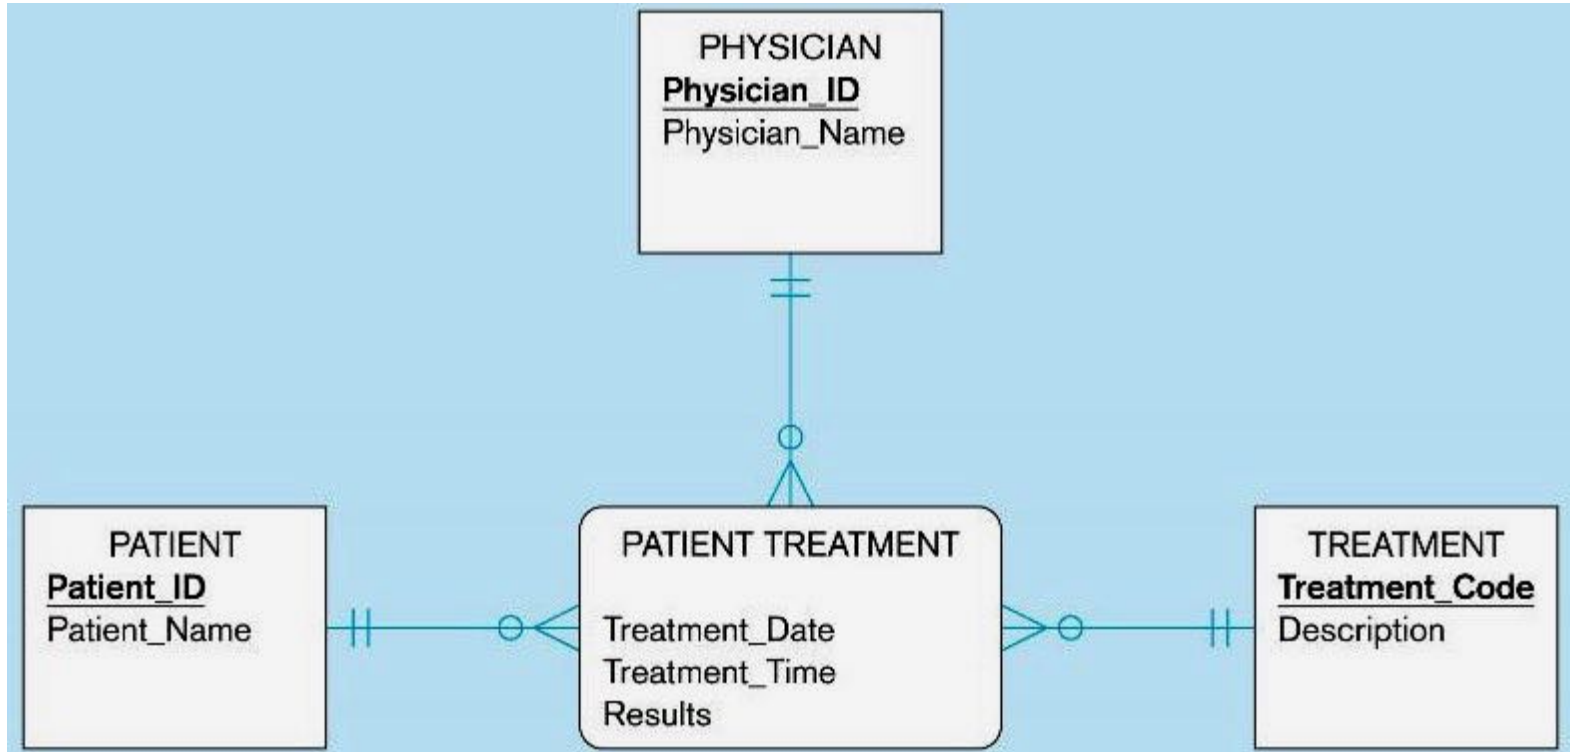 PHYSICIAN
Physician_ID
Physician_Name
PATIENT
Patient_ID
Patient_Name
PATIENT TREATMENT
Treatment_Date
Treatment_Time
Results
TREATMENT
Treatment_Code
Description